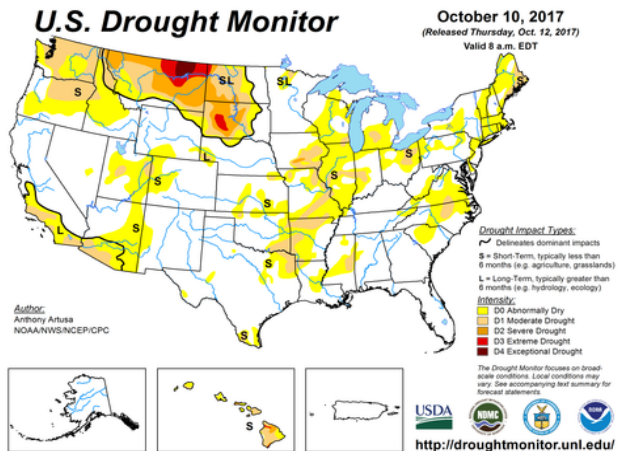 U.S. Drought Monitor
October 10, 2017
(Released Thursday, Oct. 12, 2017)
Valid 8 a.m. EDT
S
SL
SL
S
S
L
S
S
S
S
L
S
S
S
Drought Impact Types:
Delineates dominant impacts
S = Short-Term, typically less than
6 months (e.g. agriculture, grasslands)
L = Long-Term, typically greater than
6 months (e.g. hydrology, ecology)
Intensity:
D0 Abnormally Dry
D1 Moderate Drought
D2 Severe Drought
D3 Extreme Drought
D4 Exceptional Drought
Author:
Anthony Artusa
NOAA/NWS/NCEP/CPC
The Drought Monitor focuses on broad-
scale conditions. Local conditions may
vary. See accompanying text summary for
forecast statements.
S
USDA
NDMC
NOAA
http://droughtmonitor.unl.edu/